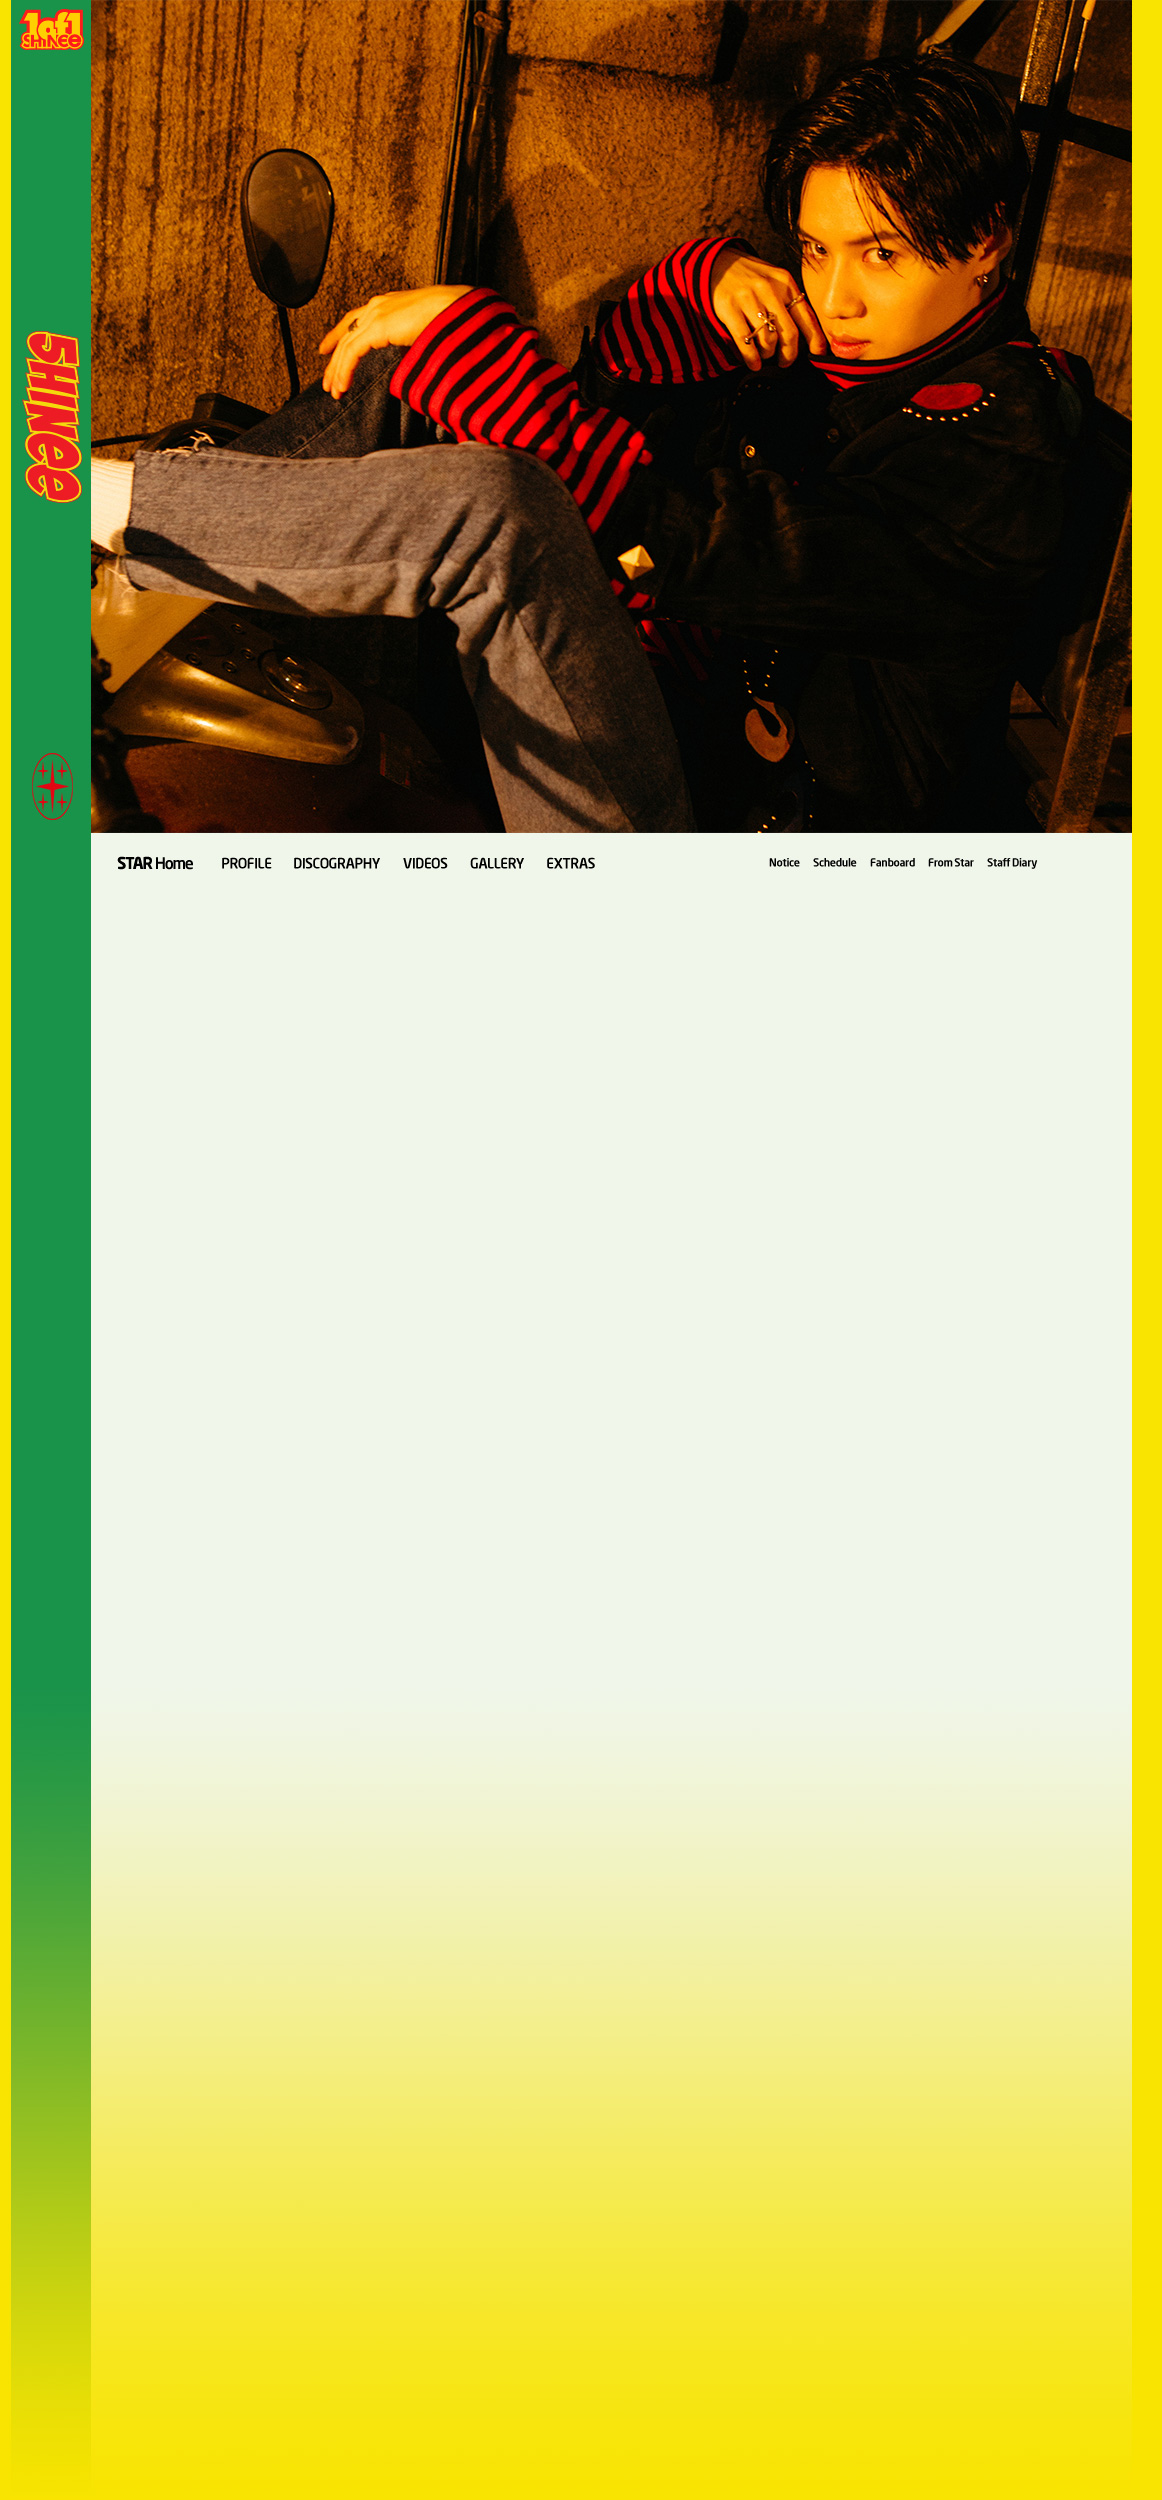 1of1
SHINee
SHINee
STAR Home PROFILE DISCOGRAPHY VIDEOS GALLERY EXTRAS Notice Schedule Fanboard From Star Staff Diary